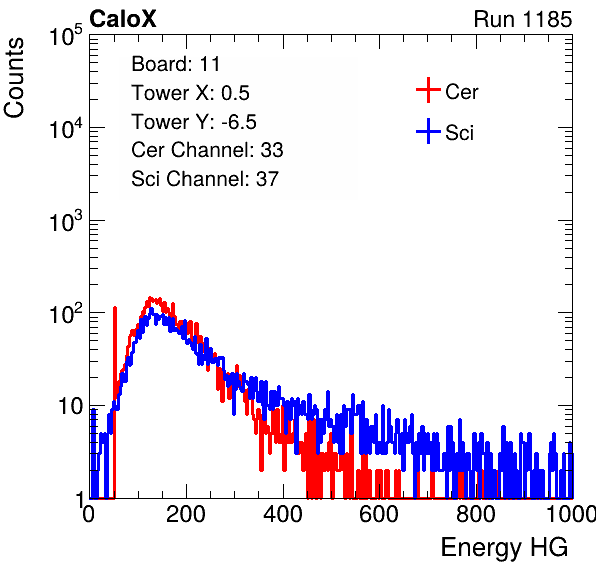 CaloX Run 1185
Counts
Board: 11
Tower X: 0.5
Tower Y: -6.5
Cer Channel: 33
Sci Channel: 37
Cer
Sci
10^5
10^4
10^3
10^2
10
1
0 200 400 600 800 1000
Energy HG